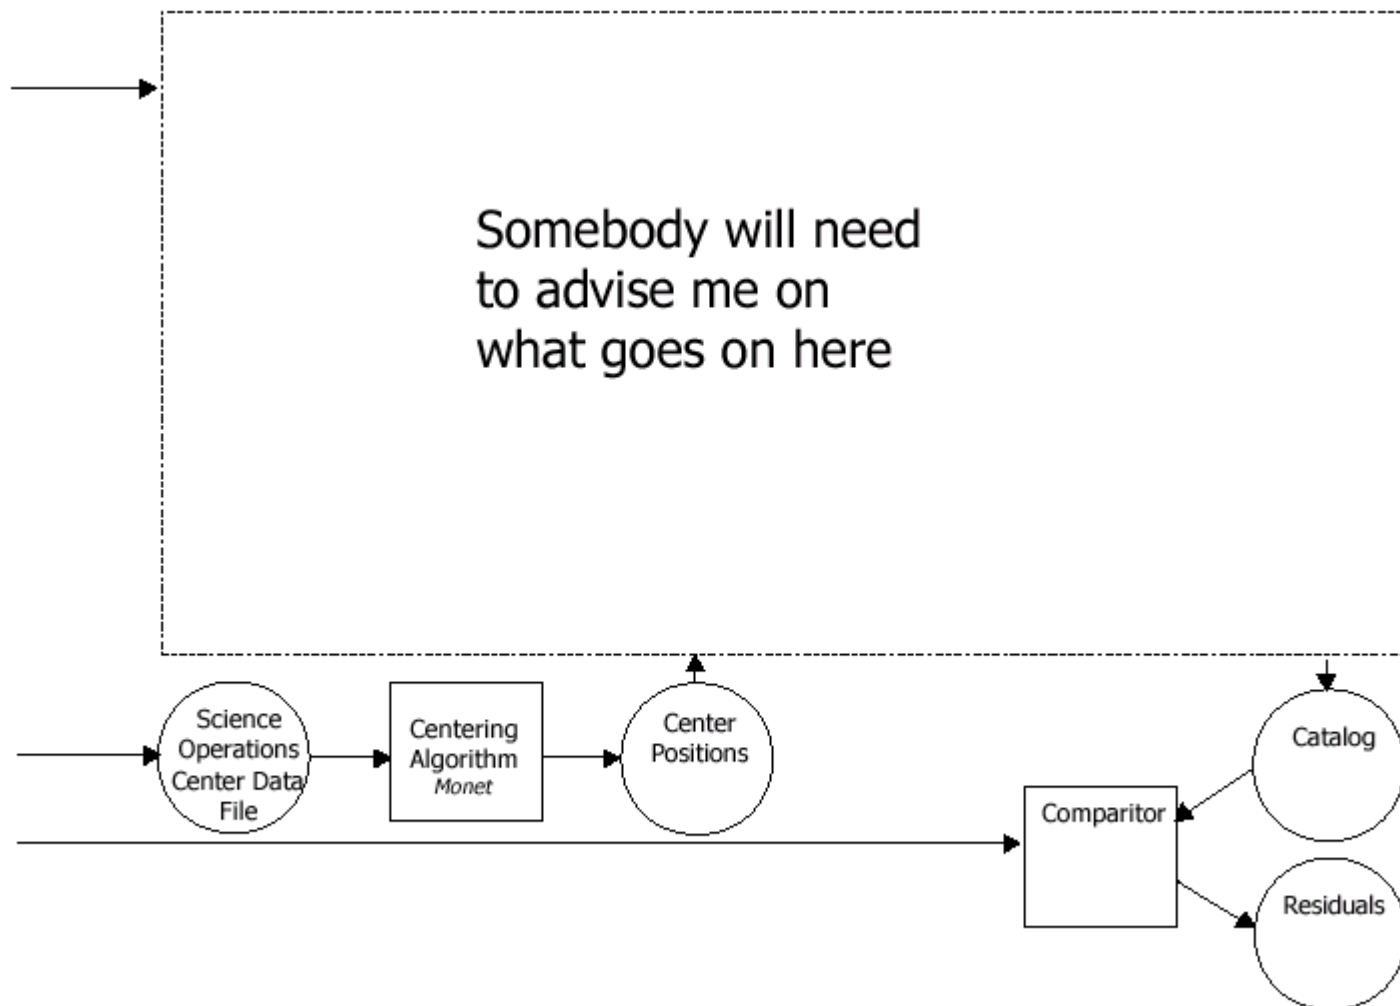 Somebody will need
to advise me on
what goes on here
Science
Operations
Center Data
File
Centering
Algorithm
Monet
Center
Positions
Comparitor
Catalog
Residuals